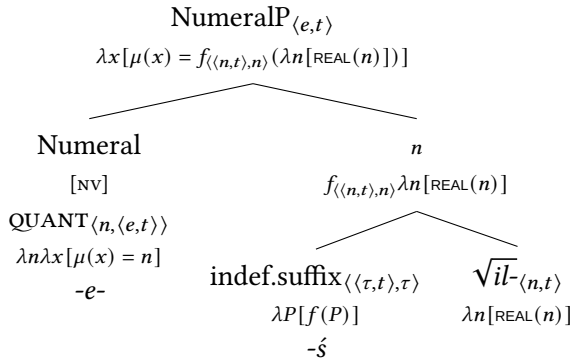 NumeralP⟨e,t⟩
λx[μ(x) = f⟨⟨n,t⟩,n⟩(λn[REAL(n)])]
Numeral
n
[NV]
f⟨⟨n,t⟩,n⟩λn[REAL(n)]
QUANT⟨n,⟨e,t⟩⟩
λnλx[μ(x) = n]
indef.suffix⟨⟨τ,t⟩,τ⟩
√il-⟨n,t⟩
-e-
λP[f(P)]
λn[REAL(n)]
-ś